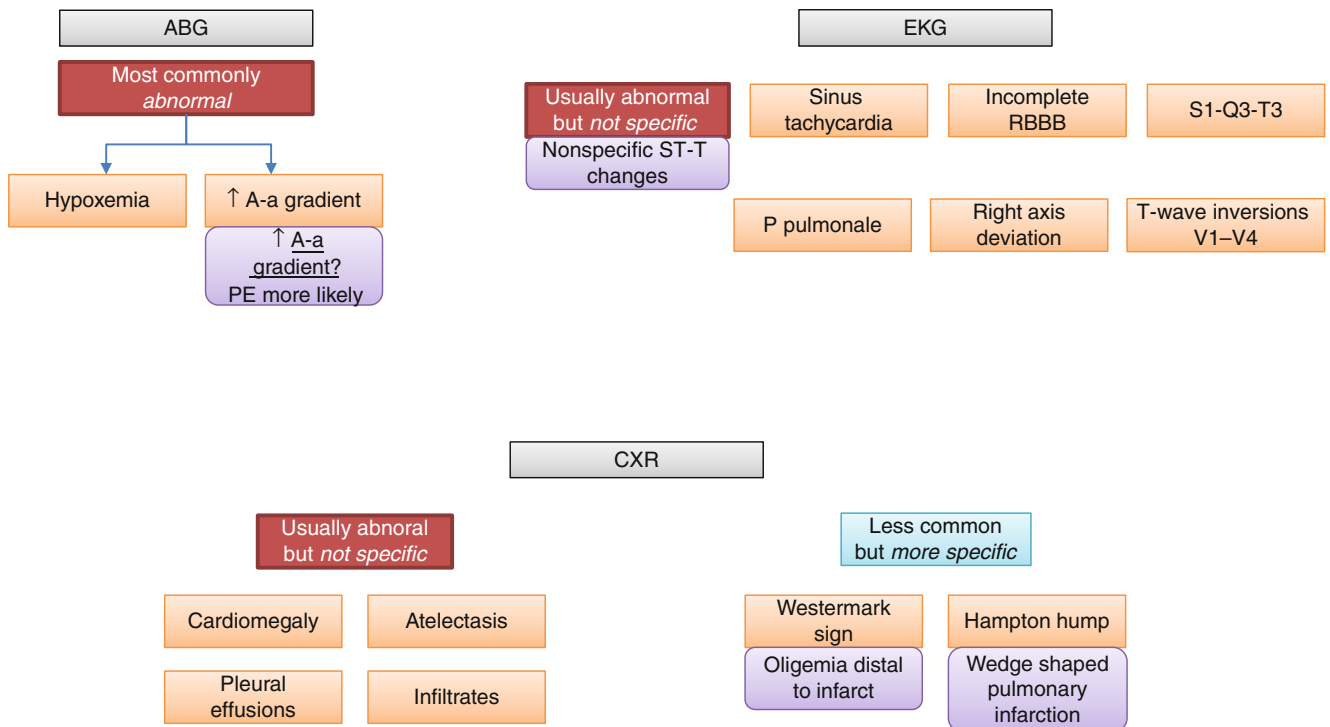 ABG
Most commonly
abnormal
Hypoxemia
↑ A-a gradient
↑ A-a
gradient?
PE more likely
EKG
Usually abnormal
but not specific
Nonspecific ST-T
changes
Sinus
tachycardia
Incomplete
RBBB
S1-Q3-T3
P pulmonale
Right axis
deviation
T-wave inversions
V1–V4
CXR
Usually abnoral
but not specific
Cardiomegaly
Atelectasis
Pleural
effusions
Infiltrates
Less common
but more specific
Westermark
sign
Oligemia distal
to infarct
Hampton hump
Wedge shaped
pulmonary
infarction